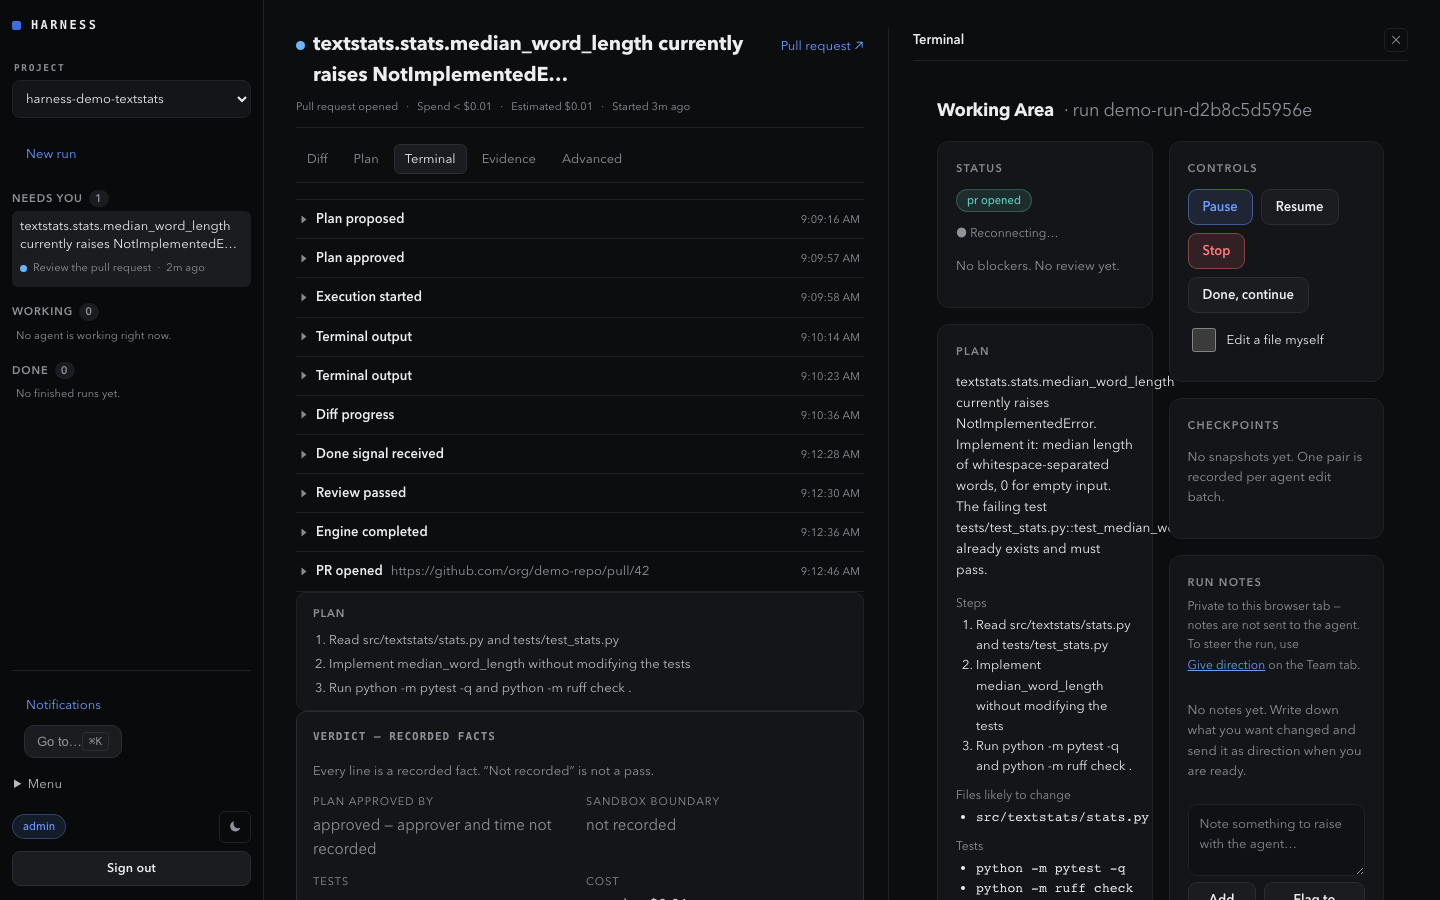 HARNESS
PROJECT
harness-demo-textstats
New run
NEEDS YOU 1
textstats.stats.median_word_length
currently raises NotImplementedE…
Review the pull request · 2m ago
WORKING 0
No agent is working right now.
DONE 0
No finished runs yet.
Notifications
Go to… ⌘K
Menu
admin
Sign out
textstats.stats.median_word_length currently
raises NotImplementedE…
Pull request ↗
Pull request opened · Spend < $0.01 · Estimated $0.01 · Started 3m ago
Diff Plan Terminal Evidence Advanced
Plan proposed 9:09:16 AM
Plan approved 9:09:57 AM
Execution started 9:09:58 AM
Terminal output 9:10:14 AM
Terminal output 9:10:23 AM
Diff progress 9:10:36 AM
Done signal received 9:12:28 AM
Review passed 9:12:30 AM
Engine completed 9:12:36 AM
PR opened https://github.com/org/demo-repo/pull/42 9:12:46 AM
PLAN
1. Read src/textstats/stats.py and tests/test_stats.py
2. Implement median_word_length without modifying the tests
3. Run python -m pytest -q and python -m ruff check .
VERDICT — RECORDED FACTS
Every line is a recorded fact. “Not recorded” is not a pass.
PLAN APPROVED BY
approved — approver and time not
recorded
SANDBOX BOUNDARY
not recorded
TESTS
COST
Terminal
Working Area · run demo-run-d2b8c5d5956e
STATUS
pr opened
Reconnecting…
No blockers. No review yet.
PLAN
textstats.stats.median_word_length
currently raises
NotImplementedError.
Implement it: median length
of whitespace-separated
words, 0 for empty input.
The failing test
tests/test_stats.py::test_median_w
already exists and must
pass.
Steps
1. Read src/textstats/stats.py
and tests/test_stats.py
2. Implement
median_word_length
without modifying the
tests
3. Run python -m pytest -q
and python -m ruff check .
Files likely to change
• src/textstats/stats.py
Tests
• python -m pytest -q
• python -m ruff check
CONTROLS
Pause Resume
Stop
Done, continue
Edit a file myself
CHECKPOINTS
No snapshots yet. One pair is
recorded per agent edit
batch.
RUN NOTES
Private to this browser tab —
notes are not sent to the agent.
To steer the run, use
Give direction on the Team tab.
No notes yet. Write down
what you want changed and
send it as direction when you
are ready.
Note something to raise
with the agent…
Add Flag to